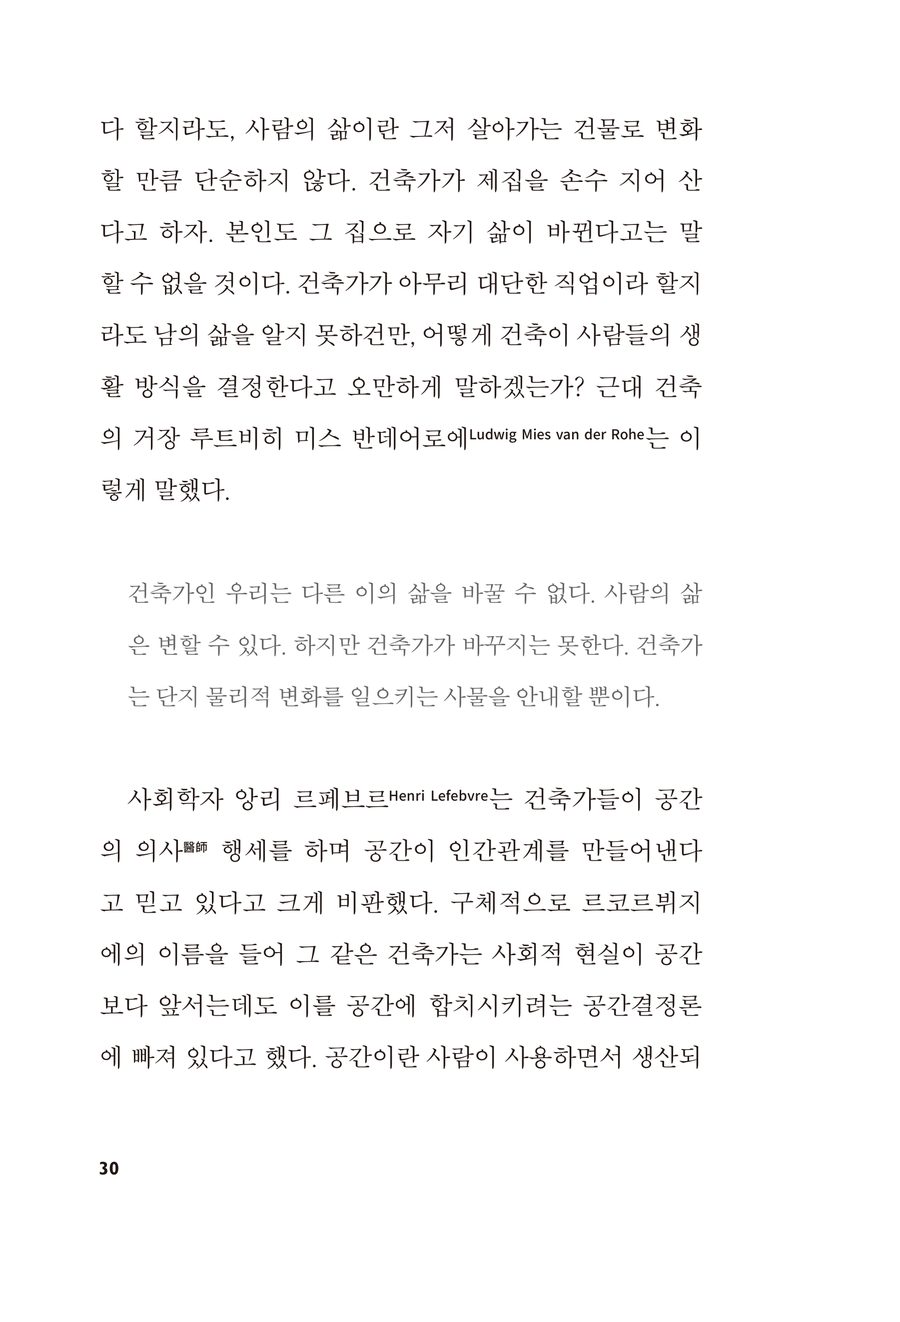 다 할지라도, 사람의 삶이란 그저 살아가는 건물로 변화
할 만큼 단순하지 않다. 건축가가 제집을 손수 지어 산
다고 하자. 본인도 그 집으로 자기 삶이 바뀐다고는 말
할 수 없을 것이다. 건축가가 아무리 대단한 직업이라 할지
라도 남의 삶을 알지 못하건만, 어떻게 건축이 사람들의 생
활 방식을 결정한다고 오만하게 말하겠는가? 근대 건축
의 거장 루트비히 미스 반데어로에Ludwig Mies van der Rohe는 이
렇게 말했다.
건축가인 우리는 다른 이의 삶을 바꿀 수 없다. 사람의 삶
은 변할 수 있다. 하지만 건축가가 바꾸지는 못한다. 건축가
는 단지 물리적 변화를 일으키는 사물을 안내할 뿐이다.
사회학자 앙리 르페브르Henri Lefebvre는 건축가들이 공간
의 의사醫師 행세를 하며 공간이 인간관계를 만들어낸다
고 믿고 있다고 크게 비판했다. 구체적으로 르코르뷔지
에의 이름을 들어 그 같은 건축가는 사회적 현실이 공간
보다 앞서는데도 이를 공간에 합치시키려는 공간결정론
에 빠져 있다고 했다. 공간이란 사람이 사용하면서 생산되
30